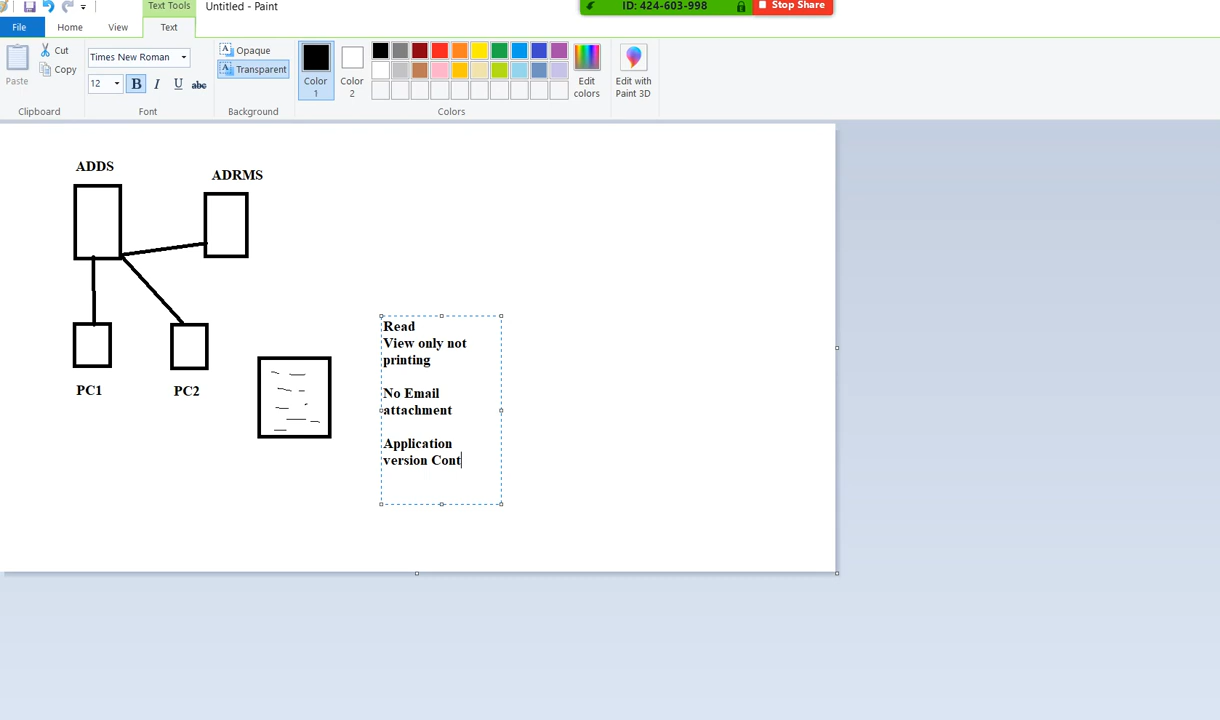 Text Tools
Untitled - Paint
ID: 424-603-998
Stop Share
File
Home
View
Text
Paste
Cut
Copy
Clipboard
Times New Roman
12
B I U abc
Font
Opaque
Transparent
Background
Color 1
Color 2
Colors
Edit colors
Edit with Paint 3D
ADDS
ADRMS
PC1
PC2
Read
View only not
printing
No Email
attachment
Application
version Cont